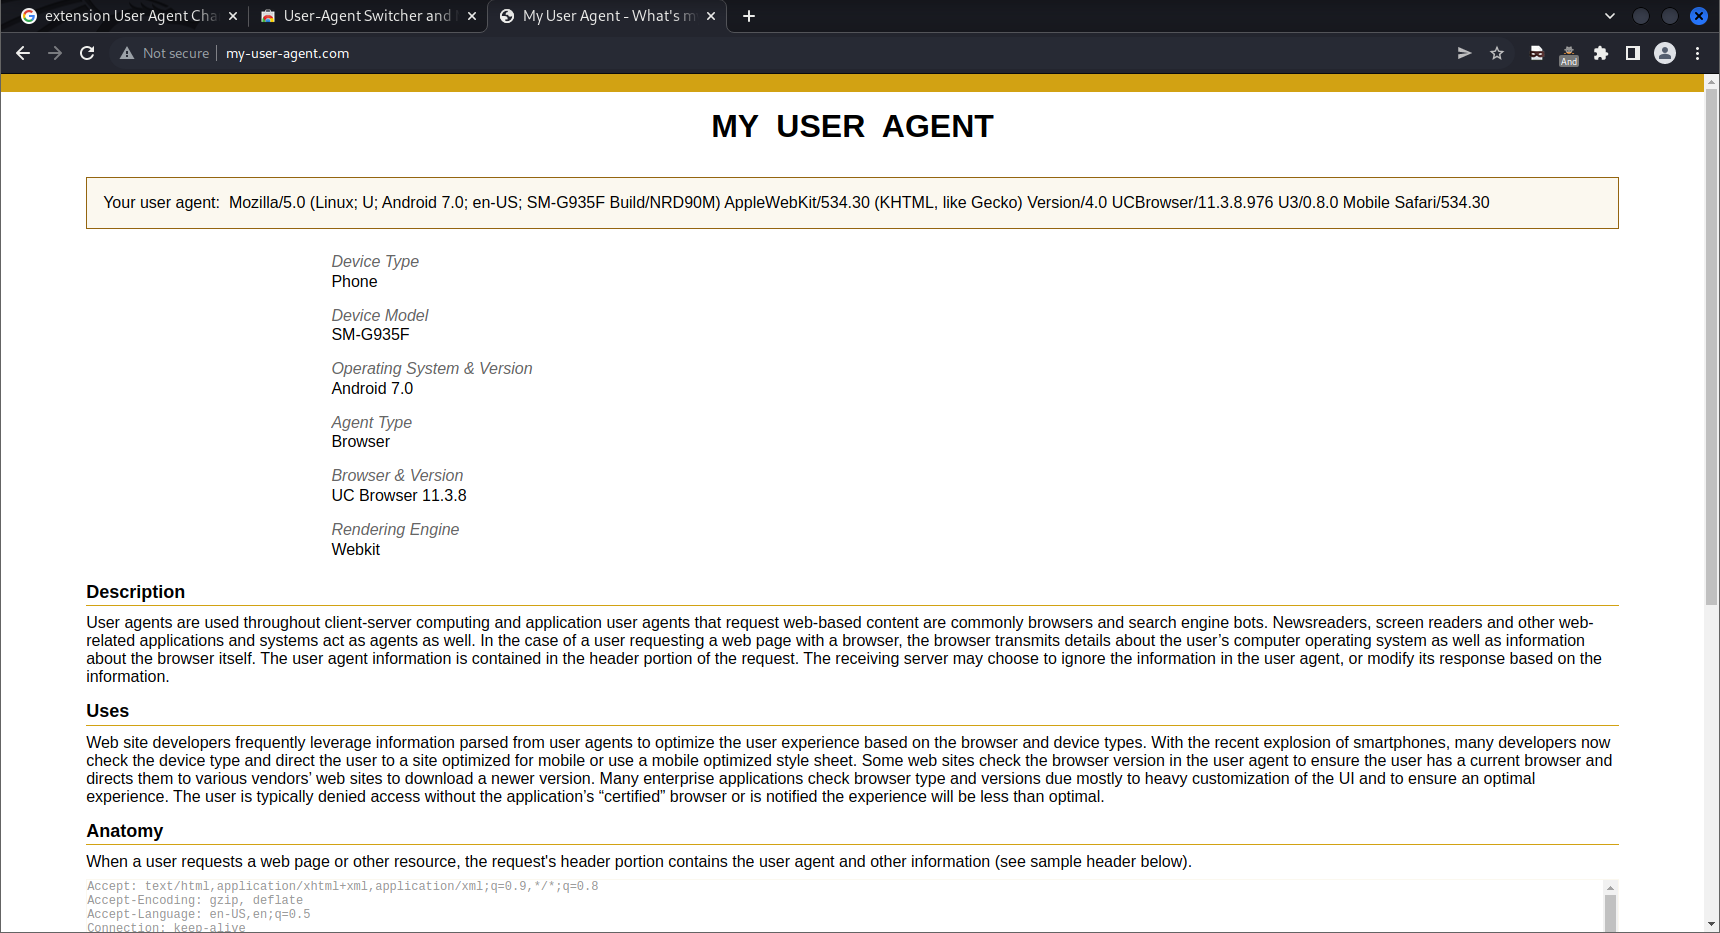 extension User Agent Cha
User-Agent Switcher and
My User Agent - What's m
Not secure
my-user-agent.com
And
MY USER AGENT
Your user agent: Mozilla/5.0 (Linux; U; Android 7.0; en-US; SM-G935F Build/NRD90M) AppleWebKit/534.30 (KHTML, like Gecko) Version/4.0 UCBrowser/11.3.8.976 U3/0.8.0 Mobile Safari/534.30
Device Type
Phone
Device Model
SM-G935F
Operating System & Version
Android 7.0
Agent Type
Browser
Browser & Version
UC Browser 11.3.8
Rendering Engine
Webkit
Description
User agents are used throughout client-server computing and application user agents that request web-based content are commonly browsers and search engine bots. Newsreaders, screen readers and other web-
related applications and systems act as agents as well. In the case of a user requesting a web page with a browser, the browser transmits details about the user’s computer operating system as well as information
about the browser itself. The user agent information is contained in the header portion of the request. The receiving server may choose to ignore the information in the user agent, or modify its response based on the
information.
Uses
Web site developers frequently leverage information parsed from user agents to optimize the user experience based on the browser and device types. With the recent explosion of smartphones, many developers now
check the device type and direct the user to a site optimized for mobile or use a mobile optimized style sheet. Some web sites check the browser version in the user agent to ensure the user has a current browser and
directs them to various vendors’ web sites to download a newer version. Many enterprise applications check browser type and versions due mostly to heavy customization of the UI and to ensure an optimal
experience. The user is typically denied access without the application’s “certified” browser or is notified the experience will be less than optimal.
Anatomy
When a user requests a web page or other resource, the request's header portion contains the user agent and other information (see sample header below).
Accept: text/html,application/xhtml+xml,application/xml;q=0.9,*/*;q=0.8
Accept-Encoding: gzip, deflate
Accept-Language: en-US,en;q=0.5
Connection: keep-alive